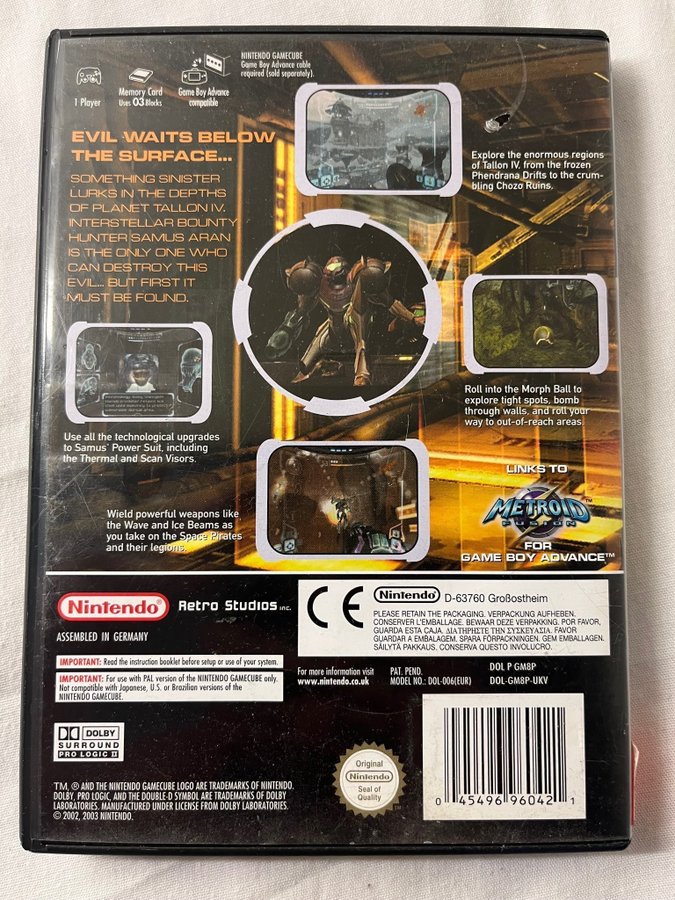 NINTENDO GAMECUBE
Game Boy Advance cable
required (sold separately).
1 Player
Memory Card
Uses 03 Blocks
Game Boy Advance
compatible
EVIL WAITS BELOW
THE SURFACE...
SOMETHING SINISTER
LURKS IN THE DEPTHS
OF PLANET TALLON IV.
INTERSTELLAR BOUNTY
HUNTER SAMUS ARAN
IS THE ONLY ONE WHO
CAN DESTROY THIS
EVIL... BUT FIRST IT
MUST BE FOUND.
Explore the enormous regions
of Tallon IV, from the frozen
Phendrana Drifts to the crum-
bling Chozo Ruins.
Roll into the Morph Ball to
explore tight spots, bomb
through walls, and roll your
way to out-of-reach areas.
Use all the technological upgrades
to Samus' Power Suit, including
the Thermal and Scan Visors.
Wield powerful weapons like
the Wave and Ice Beams as
you take on the Space Pirates
and their legions.
LINKS TO
METROID™
FUSION
FOR
GAME BOY ADVANCE™
Nintendo®
Retro Studios INC.
ASSEMBLED IN GERMANY
IMPORTANT: Read the instruction booklet before setup or use of your system.
IMPORTANT: For use with PAL version of the NINTENDO GAMECUBE only.
Not compatible with Japanese, U.S. or Brazilian versions of the
NINTENDO GAMECUBE.
CE
Nintendo® D-63760 Großostheim
PLEASE RETAIN THE PACKAGING. VERPACKUNG AUFHEBEN.
CONSERVER L'EMBALLAGE. BEWAAR DEZE VERPAKKING. POR FAVOR,
GUARDA ESTA CAJA. ΔΙΑΤΗΡΗΣΤΕ ΤΗΝ ΣΥΣΚΕΥΑΣΙΑ. FAVOR
GUARDAR A EMBALAGEM. SPARA FÖRPACKNINGEN. GEM EMBALLAGEN.
SÄILYTÄ PAKKAUS. CONSERVA QUESTO INVOLUCRO.
For more information visit
www.nintendo.co.uk
PAT. PEND.
MODEL NO.: DOL-006(EUR)
DOL P GM8P
DOL-GM8P-UKV
DOLBY
SURROUND
PRO LOGIC II
Original
Nintendo®
Seal of
Quality
0 45496 96042 1
TM, ® AND THE NINTENDO GAMECUBE LOGO ARE TRADEMARKS OF NINTENDO.
DOLBY, PRO LOGIC, AND THE DOUBLE-D SYMBOL ARE TRADEMARKS OF DOLBY
LABORATORIES. MANUFACTURED UNDER LICENSE FROM DOLBY LABORATORIES.
© 2002, 2003 NINTENDO.